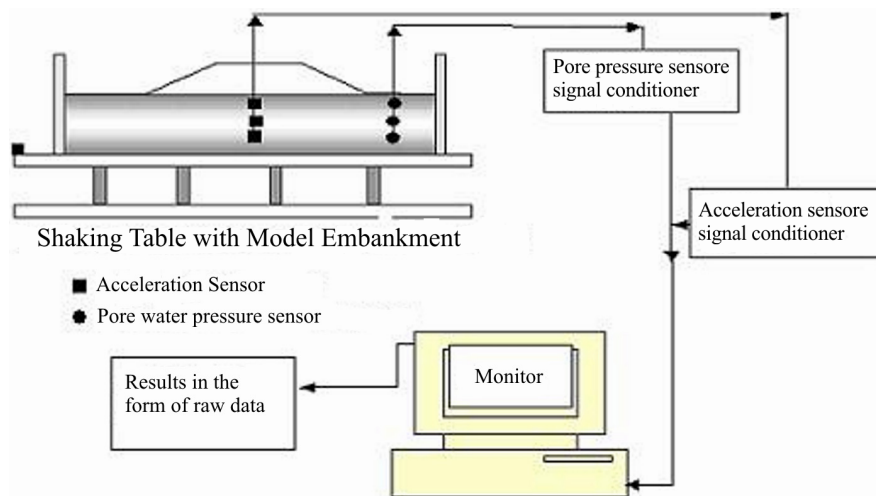 Pore pressure sensore
signal conditioner
Acceleration sensore
signal conditioner
Shaking Table with Model Embankment
Acceleration Sensor
Pore water pressure sensor
Results in the
form of raw data
Monitor